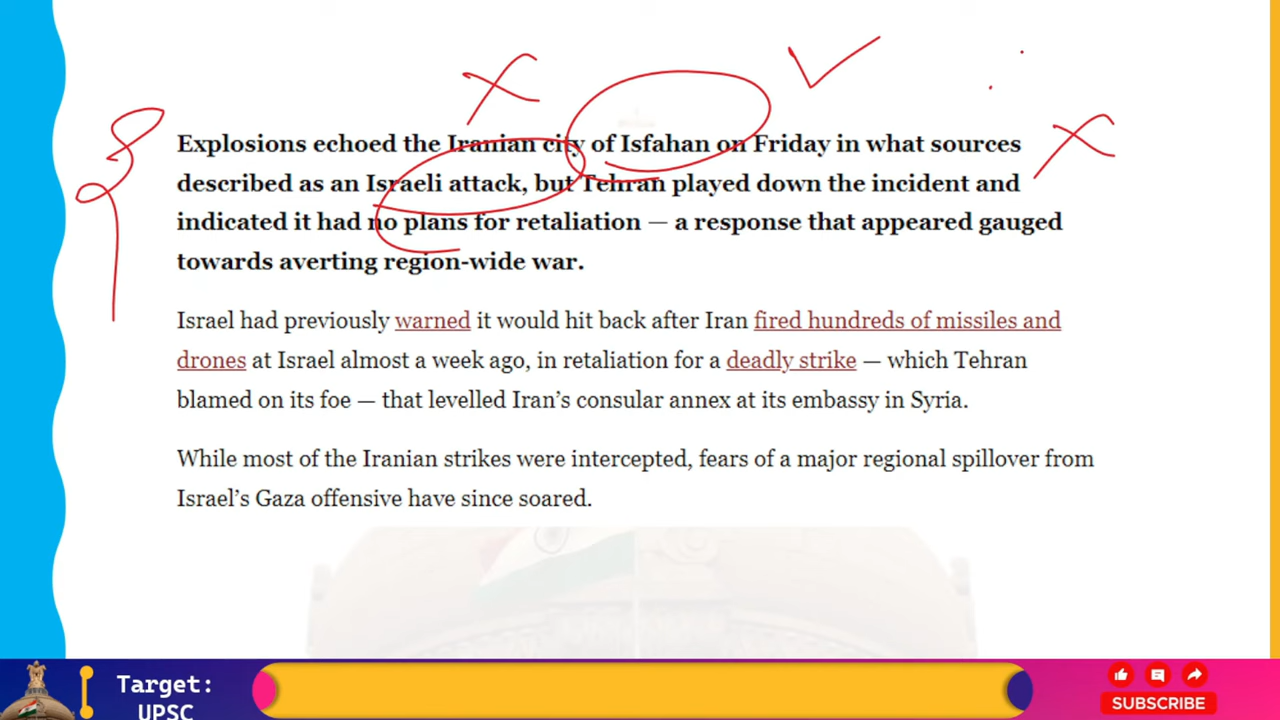 Explosions echoed the Iranian city of Isfahan on Friday in what sources
described as an Israeli attack, but Tehran played down the incident and
indicated it had no plans for retaliation — a response that appeared gauged
towards averting region-wide war.
Israel had previously warned it would hit back after Iran fired hundreds of missiles and
drones at Israel almost a week ago, in retaliation for a deadly strike — which Tehran
blamed on its foe — that levelled Iran’s consular annex at its embassy in Syria.
While most of the Iranian strikes were intercepted, fears of a major regional spillover from
Israel’s Gaza offensive have since soared.
Target:
UPSC
SUBSCRIBE